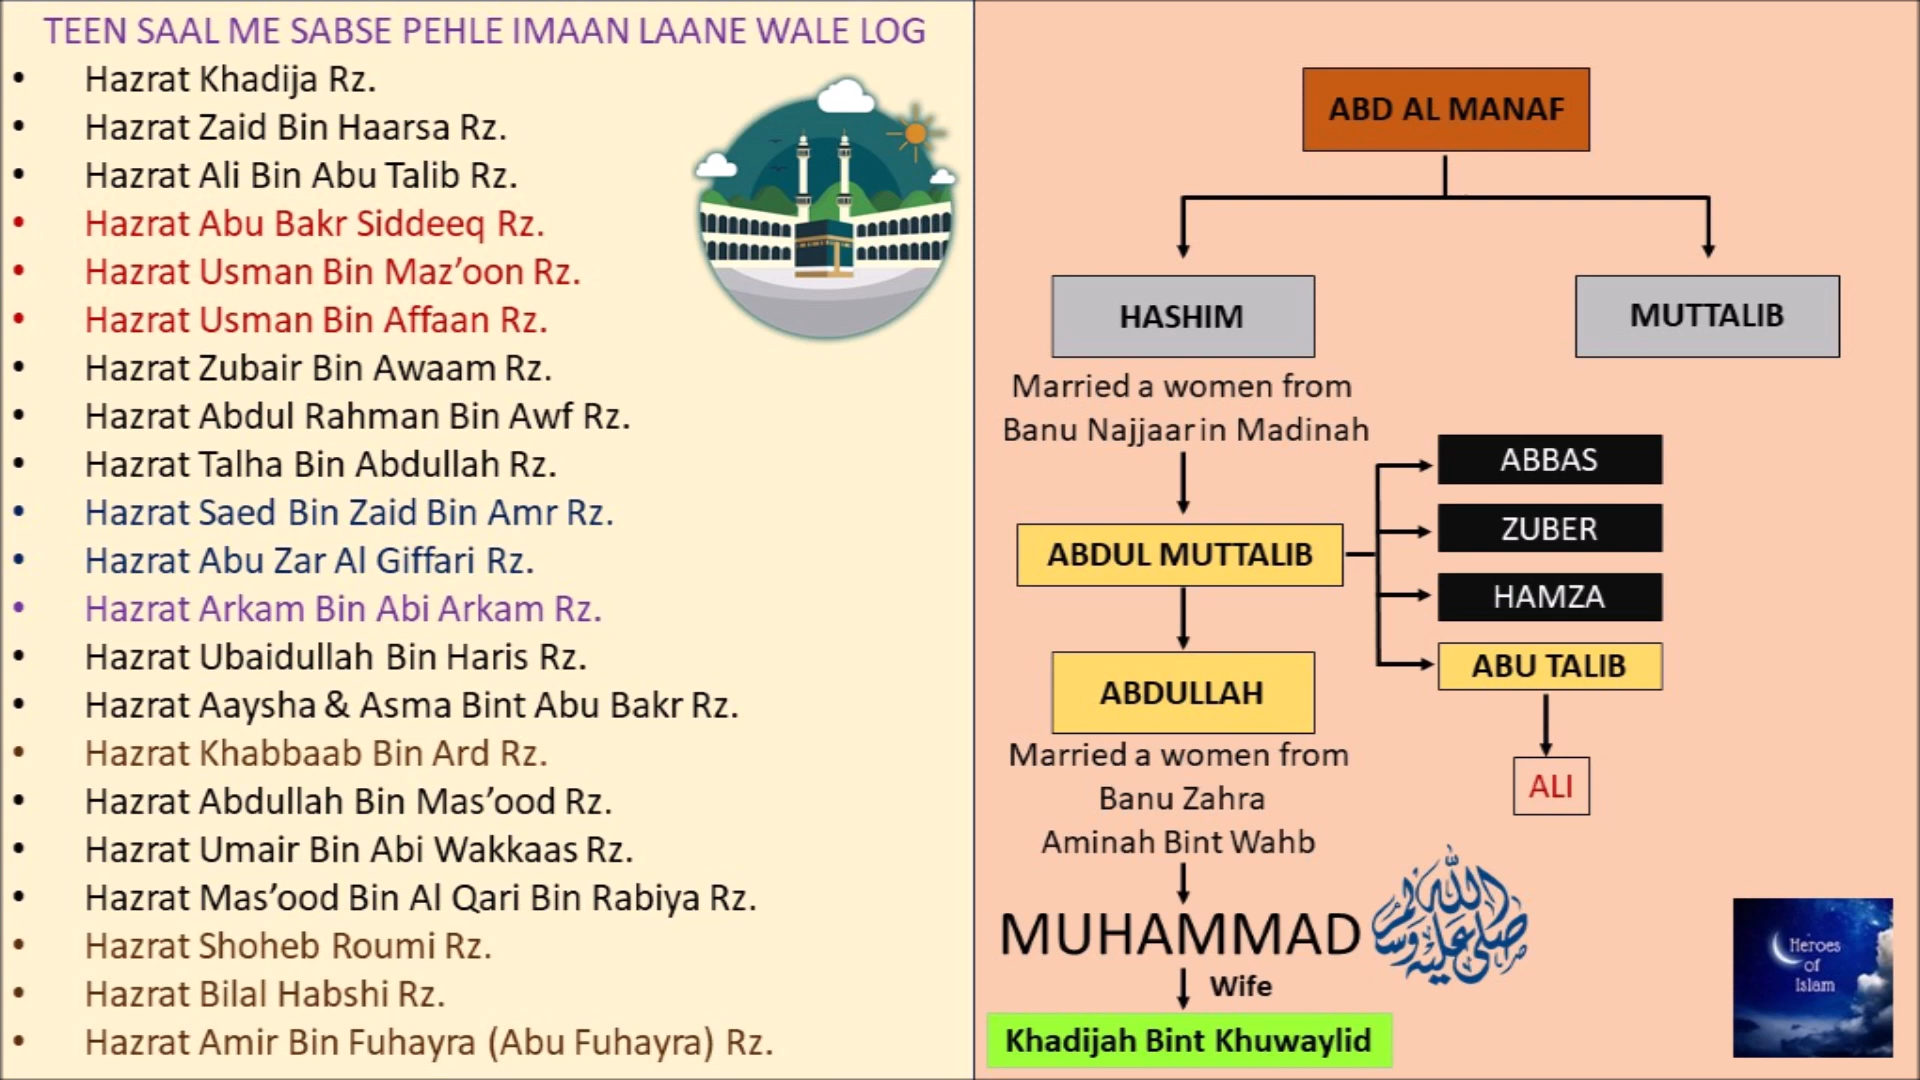 TEEN SAAL ME SABSE PEHLE IMAAN LAANE WALE LOG
• Hazrat Khadija Rz.
• Hazrat Zaid Bin Haarsa Rz.
• Hazrat Ali Bin Abu Talib Rz.
• Hazrat Abu Bakr Siddeeq Rz.
• Hazrat Usman Bin Maz’oon Rz.
• Hazrat Usman Bin Affaan Rz.
• Hazrat Zubair Bin Awaam Rz.
• Hazrat Abdul Rahman Bin Awf Rz.
• Hazrat Talha Bin Abdullah Rz.
• Hazrat Saed Bin Zaid Bin Amr Rz.
• Hazrat Abu Zar Al Giffari Rz.
• Hazrat Arkam Bin Abi Arkam Rz.
• Hazrat Ubaidullah Bin Haris Rz.
• Hazrat Aaysha & Asma Bint Abu Bakr Rz.
• Hazrat Khabbaab Bin Ard Rz.
• Hazrat Abdullah Bin Mas’ood Rz.
• Hazrat Umair Bin Abi Wakkaas Rz.
• Hazrat Mas’ood Bin Al Qari Bin Rabiya Rz.
• Hazrat Shoheb Roumi Rz.
• Hazrat Bilal Habshi Rz.
• Hazrat Amir Bin Fuhayra (Abu Fuhayra) Rz.
ABD AL MANAF
HASHIM
MUTTALIB
Married a women from
Banu Najjaar in Madinah
ABDUL MUTTALIB
ABBAS
ZUBER
HAMZA
ABU TALIB
ALI
ABDULLAH
Married a women from
Banu Zahra
Aminah Bint Wahb
MUHAMMAD صلى الله عليه وسلم
Wife
Khadijah Bint Khuwaylid
Heroes
of
Islam